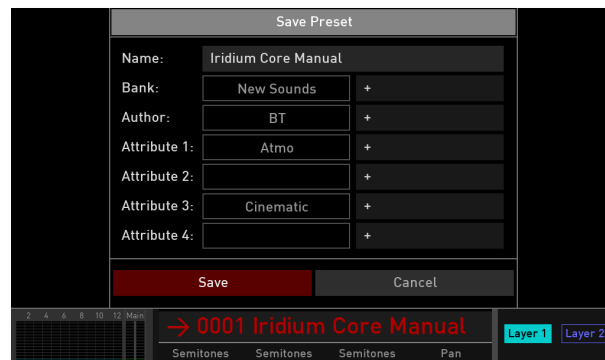 Save Preset
Name: Iridium Core Manual
Bank: New Sounds +
Author: BT +
Attribute 1: Atmo +
Attribute 2: +
Attribute 3: Cinematic +
Attribute 4: +
Save Cancel
2 4 6 8 10 12 Main
→ 0001 Iridium Core Manual
Layer 1 Layer 2
Semitones Semitones Semitones Pan